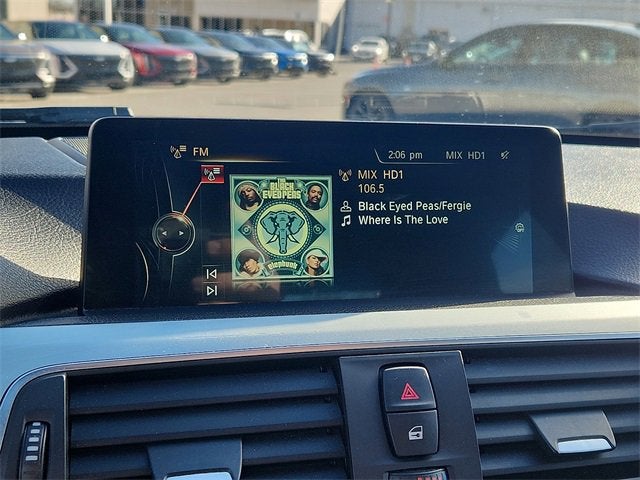 FM
2:06 pm MIX HD1
MIX HD1
106.5
Black Eyed Peas/Fergie
Where Is The Love
THE
BLACK
EYED PEAS
elephunk
OFF